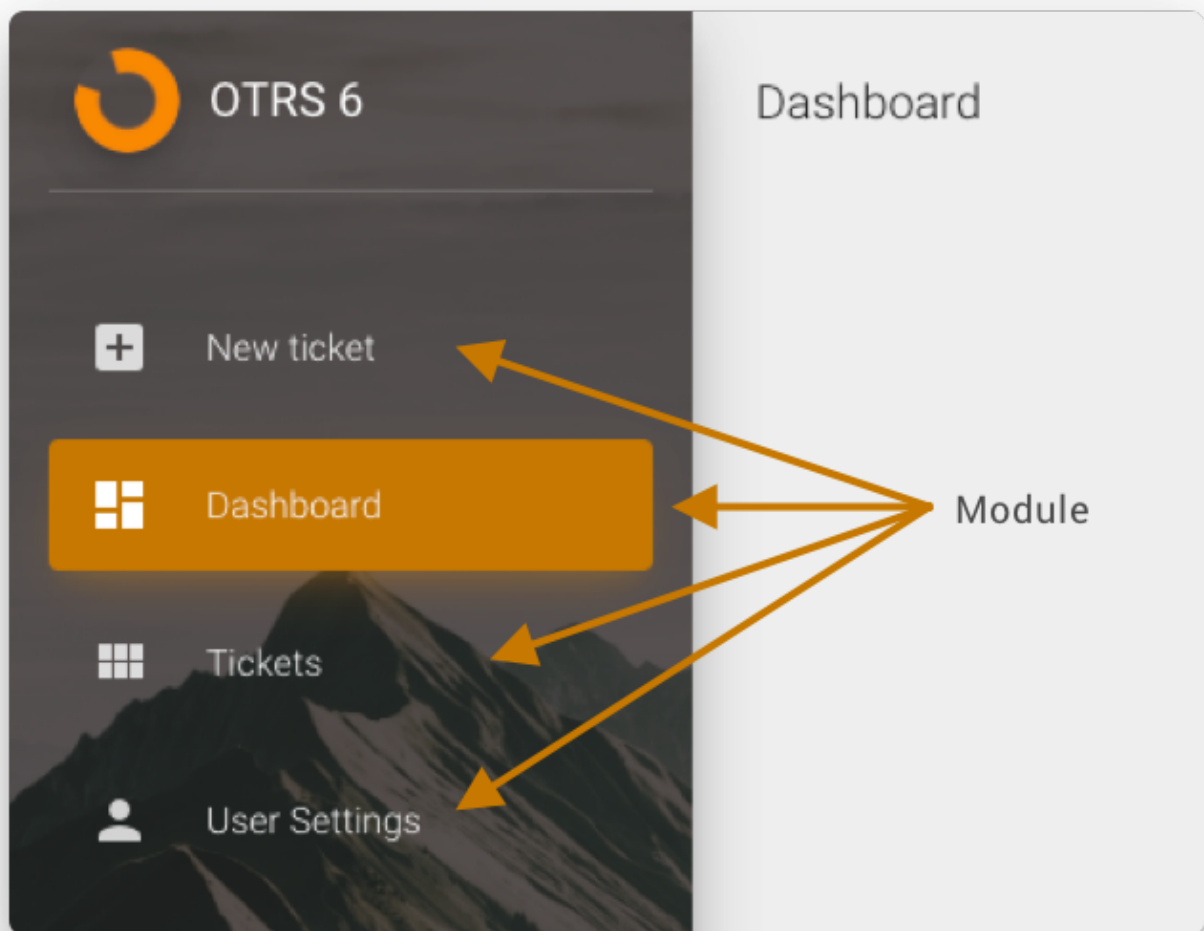 OTRS 6
Dashboard
New ticket
Dashboard
Module
Tickets
User Settings